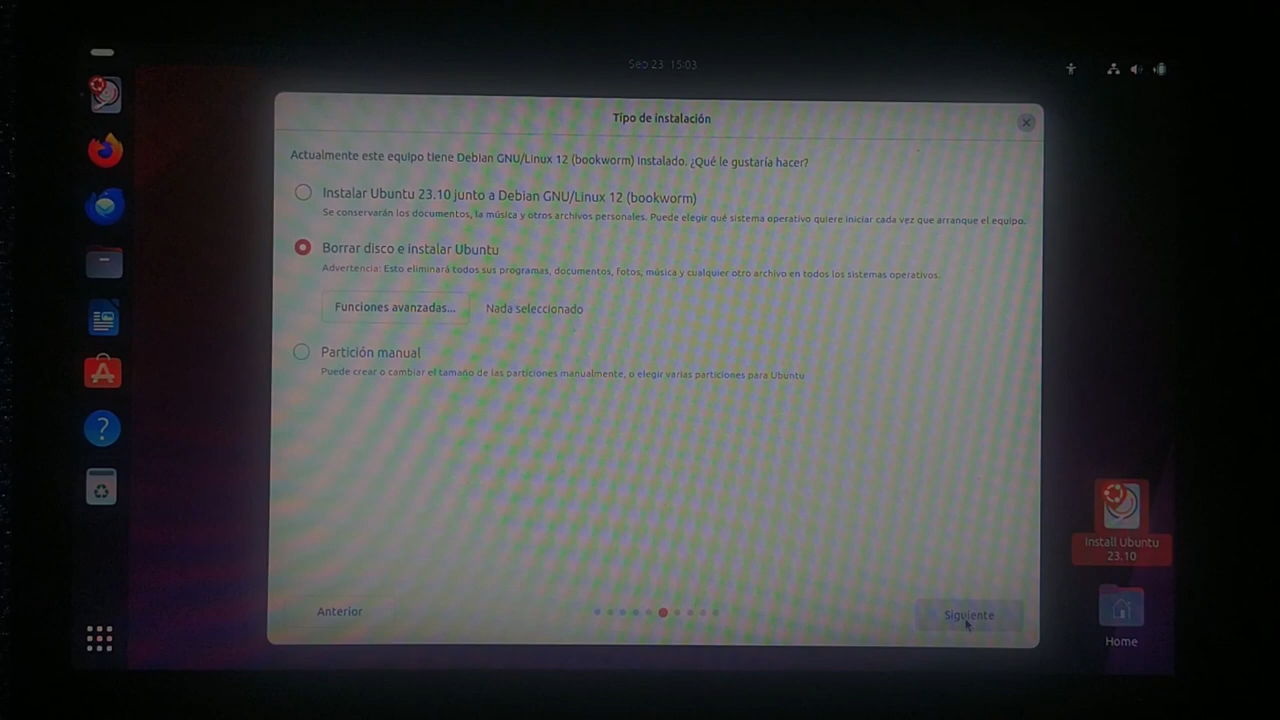 Sep 23 15:03
Tipo de instalación
Actualmente este equipo tiene Debian GNU/Linux 12 (bookworm) instalado. ¿Qué le gustaría hacer?
Instalar Ubuntu 23.10 junto a Debian GNU/Linux 12 (bookworm)
Se conservarán los documentos, la música y otros archivos personales. Puede elegir qué sistema operativo quiere iniciar cada vez que arranque el equipo.
Borrar disco e instalar Ubuntu
Advertencia: Esto eliminará todos sus programas, documentos, fotos, música y cualquier otro archivo en todos los sistemas operativos.
Funciones avanzadas... Nada seleccionado
Partición manual
Puede crear o cambiar el tamaño de las particiones manualmente, o elegir varias particiones para Ubuntu
Install Ubuntu
23.10
Anterior
Siguiente
Home